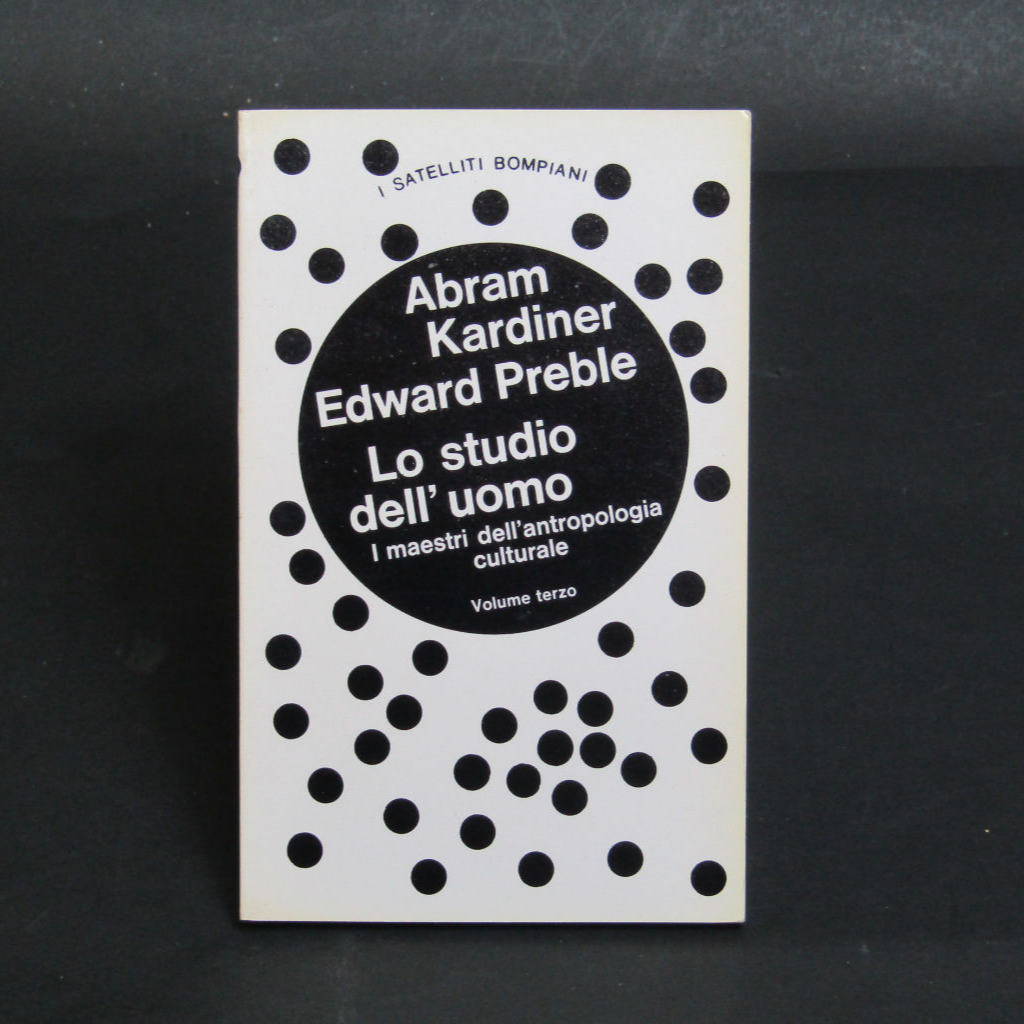 I SATELLITI BOMPIANI
Abram
Kardiner
Edward Preble
Lo studio
dell'uomo
I maestri dell'antropologia
culturale
Volume terzo